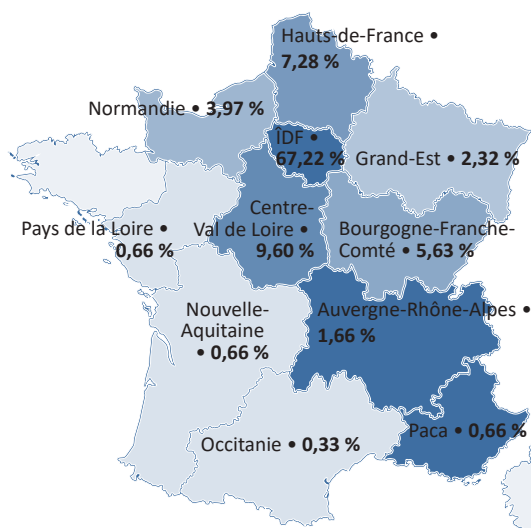 Hauts-de-France •
7,28 %
Normandie • 3,97 %
ÎDF •
67,22 %
Grand-Est • 2,32 %
Pays de la Loire •
0,66 %
Centre-
Val de Loire •
9,60 %
Bourgogne-Franche-
Comté • 5,63 %
Nouvelle-
Aquitaine
• 0,66 %
Auvergne-Rhône-Alpes •
1,66 %
Occitanie • 0,33 %
Paca • 0,66 %